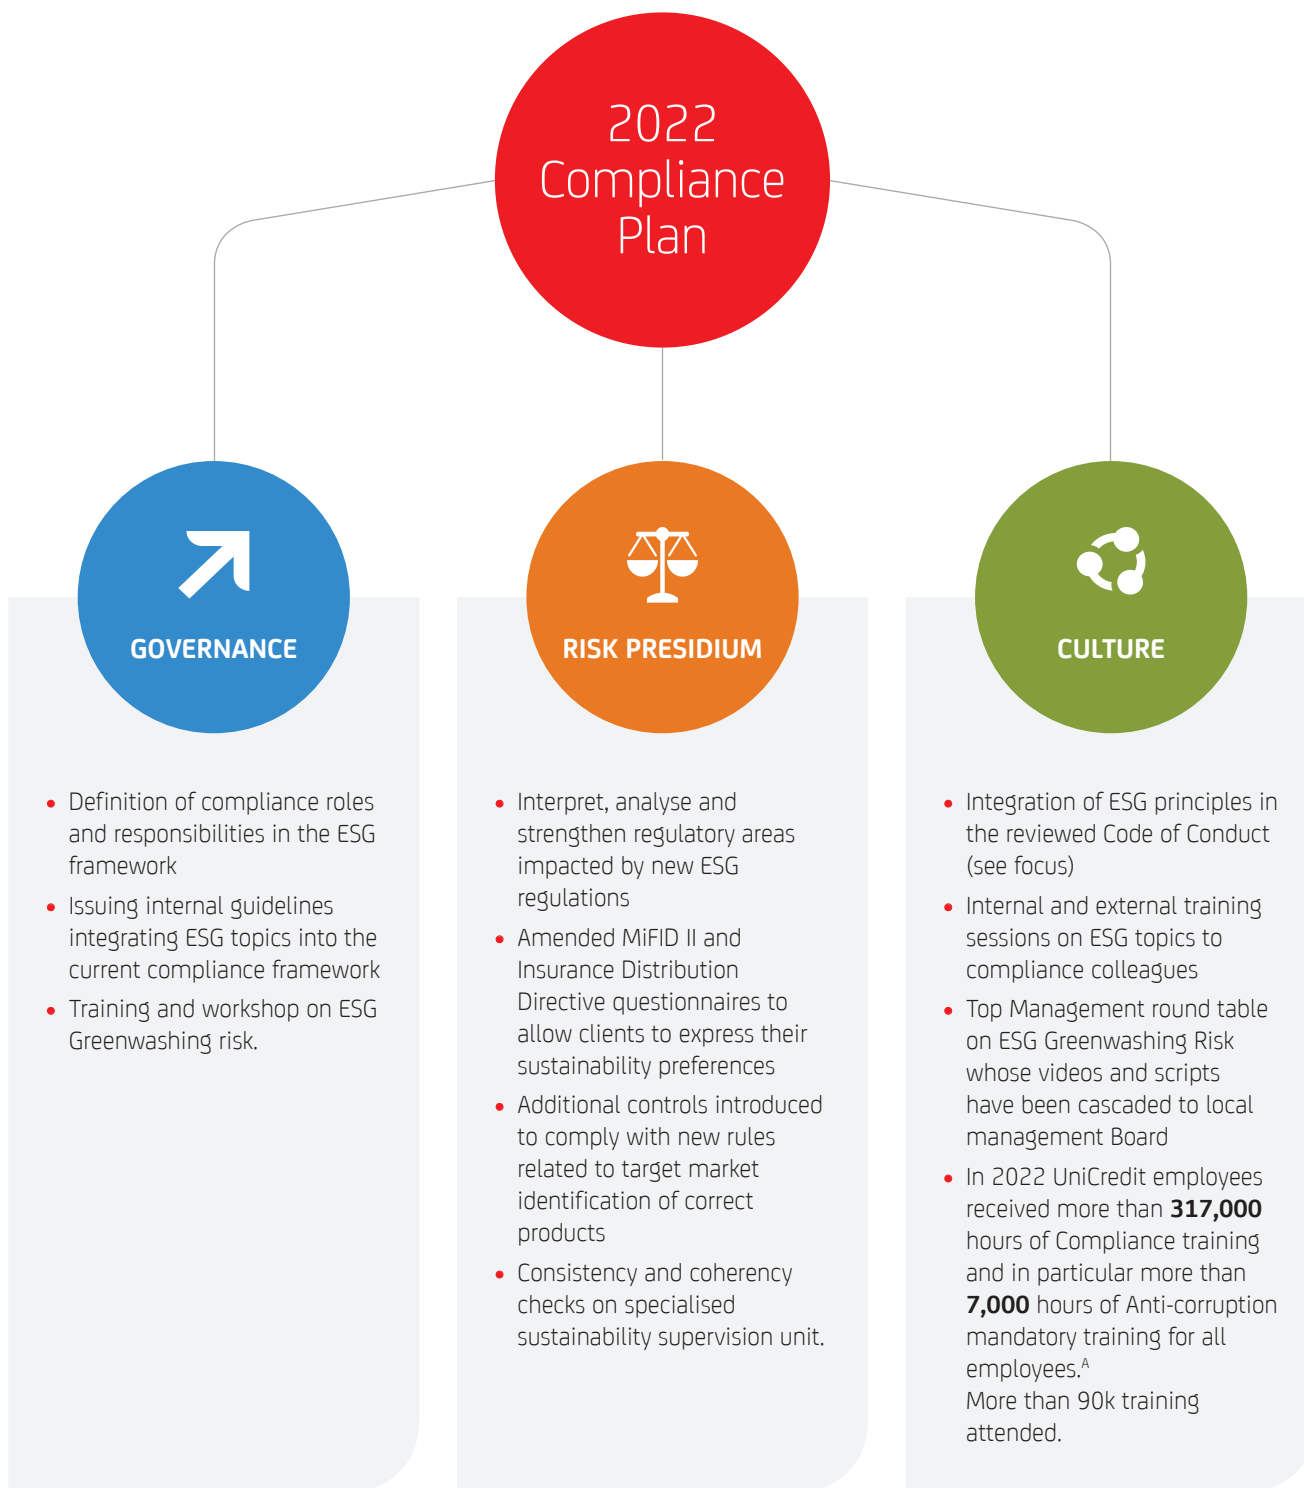 2022
Compliance
Plan
GOVERNANCE
• Definition of compliance roles
and responsibilities in the ESG
framework
• Issuing internal guidelines
integrating ESG topics into the
current compliance framework
• Training and workshop on ESG
Greenwashing risk.
RISK PRESIDIUM
• Interpret, analyse and
strengthen regulatory areas
impacted by new ESG
regulations
• Amended MiFID II and
Insurance Distribution
Directive questionnaires to
allow clients to express their
sustainability preferences
• Additional controls introduced
to comply with new rules
related to target market
identification of correct
products
• Consistency and coherency
checks on specialised
sustainability supervision unit.
CULTURE
• Integration of ESG principles in
the reviewed Code of Conduct
(see focus)
• Internal and external training
sessions on ESG topics to
compliance colleagues
• Top Management round table
on ESG Greenwashing Risk
whose videos and scripts
have been cascaded to local
management Board
• In 2022 UniCredit employees
received more than 317,000
hours of Compliance training
and in particular more than
7,000 hours of Anti-corruption
mandatory training for all
employees.ᴬ
More than 90k training
attended.